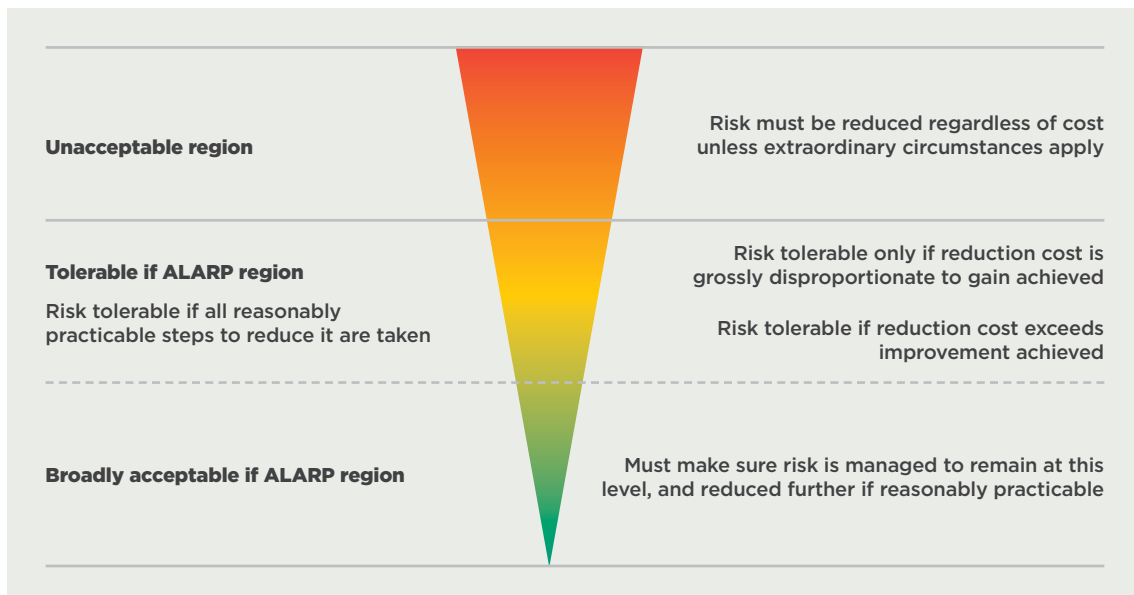 Unacceptable region
Risk must be reduced regardless of cost
unless extraordinary circumstances apply
Tolerable if ALARP region
Risk tolerable if all reasonably
practicable steps to reduce it are taken
Risk tolerable only if reduction cost is
grossly disproportionate to gain achieved
Risk tolerable if reduction cost exceeds
improvement achieved
Broadly acceptable if ALARP region
Must make sure risk is managed to remain at this
level, and reduced further if reasonably practicable